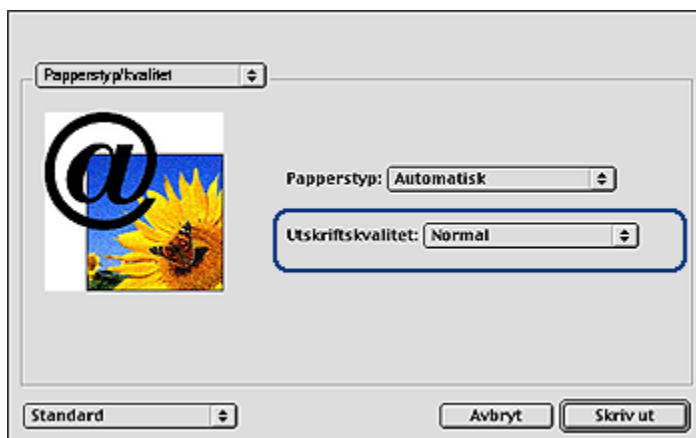 Papperstyp/kvalitet
@
Papperstyp: Automatisk
Utskriftskvalitet: Normal
Standard Avbryt Skriv ut